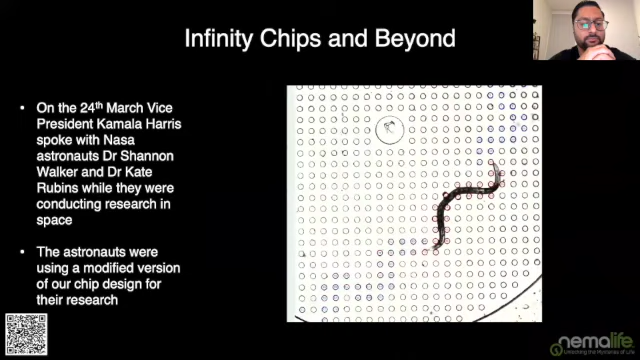 Infinity Chips and Beyond
▪ On the 24th March Vice
President Kamala Harris
spoke with Nasa
astronauts Dr Shannon
Walker and Dr Kate
Rubins while they were
conducting research in
space
▪ The astronauts were
using a modified version
of our chip design for
their research
nemalife
Unlocking the Mysteries of Life